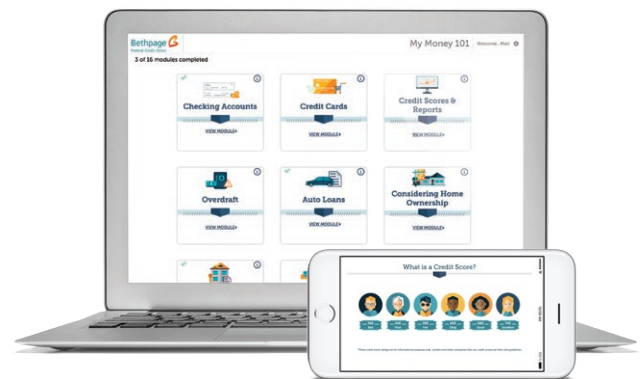 Bethpage
Federal Credit Union
My Money 101
Welcome, Matt
3 of 16 modules completed
Checking Accounts
VIEW MODULE>
Credit Cards
VIEW MODULE>
Credit Scores &
Reports
VIEW MODULE>
Overdraft
VIEW MODULE>
Auto Loans
VIEW MODULE>
Considering Home
Ownership
VIEW MODULE>
What is a Credit Score?